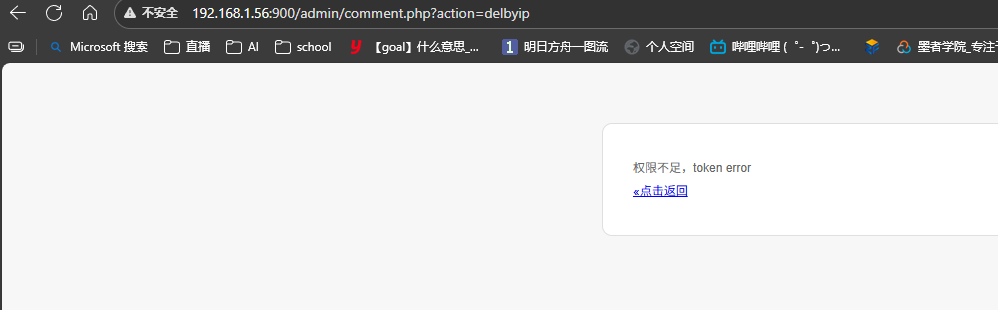 不安全 192.168.1.56:900/admin/comment.php?action=delbyip
Microsoft 搜索 直播 AI school 【goal】什么意思_... 1 明日方舟一图流 个人空间 哔哩哔哩 (゜-゜)つ... 墨者学院_专注于
权限不足，token error
«点击返回